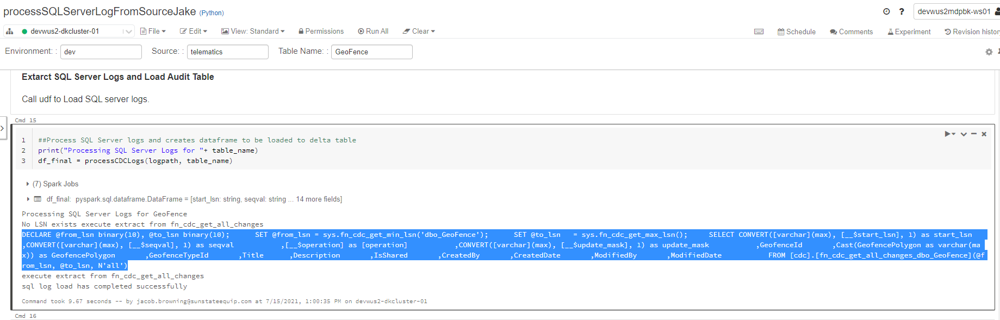 processSQLServerLogFromSourceJake (Python)
devwus2mdpbk-ws01
devwus2-dkcluster-01 File Edit View: Standard Permissions Run All Clear
Schedule Comments Experiment Revision history
Environment: : dev Source: : telematics Table Name: : GeoFence
Extarct SQL Server Logs and Load Audit Table
Call udf to Load SQL server logs.
Cmd 15
1 ##Process SQL Server logs and creates dataframe to be loaded to delta table
2 print("Processing SQL Server Logs for "+ table_name)
3 df_final = processCDCLogs(logpath, table_name)
(7) Spark Jobs
df_final: pyspark.sql.dataframe.DataFrame = [start_lsn: string, seqval: string ... 14 more fields]
Processing SQL Server Logs for GeoFence
No LSN exists execute extract from fn_cdc_get_all_changes
DECLARE @from_lsn binary(10), @to_lsn binary(10); SET @from_lsn = sys.fn_cdc_get_min_lsn('dbo_GeoFence'); SET @to_lsn = sys.fn_cdc_get_max_lsn(); SELECT CONVERT([varchar](max), [__$start_lsn], 1) as start_lsn
,CONVERT([varchar](max), [__$seqval], 1) as seqval ,[__$operation] as [operation] ,CONVERT([varchar](max), [__$update_mask], 1) as update_mask ,GeofenceId ,Cast(GeofencePolygon as varchar(ma
x)) as GeofencePolygon ,GeofenceTypeId ,Title ,Description ,IsShared ,CreatedBy ,CreatedDate ,ModifiedBy ,ModifiedDate FROM [cdc].[fn_cdc_get_all_changes_dbo_GeoFence](@f
rom_lsn, @to_lsn, N'all')
execute extract from fn_cdc_get_all_changes
sql log load has completed successfully
Command took 9.67 seconds -- by jacob.browning@sunstateequip.com at 7/15/2021, 1:00:35 PM on devwus2-dkcluster-01
Cmd 16